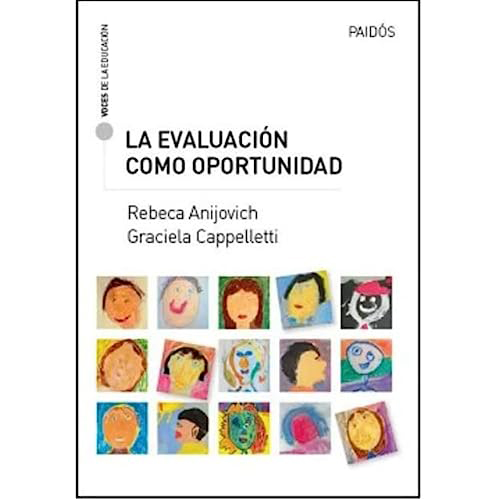 PAIDÓS
VOCES DE LA EDUCACIÓN
LA EVALUACIÓN
COMO OPORTUNIDAD
Rebeca Anijovich
Graciela Cappelletti